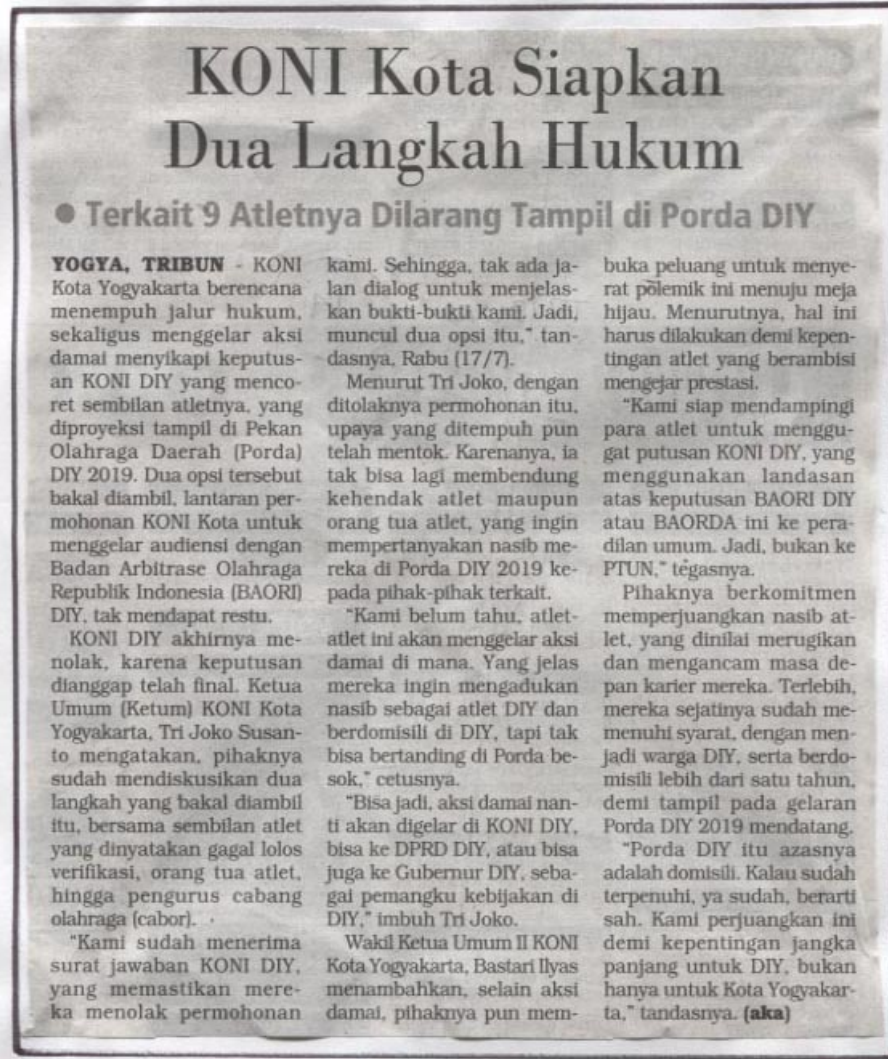 KONI Kota Siapkan
Dua Langkah Hukum
● Terkait 9 Atletnya Dilarang Tampil di Porda DIY
YOGYA, TRIBUN - KONI
Kota Yogyakarta berencana
menempuh jalur hukum,
sekaligus menggelar aksi
damai menyikapi keputus-
an KONI DIY yang menco-
ret sembilan atletnya, yang
diproyeksi tampil di Pekan
Olahraga Daerah (Porda)
DIY 2019. Dua opsi tersebut
bakal diambil, lantaran per-
mohonan KONI Kota untuk
menggelar audiensi dengan
Badan Arbitrase Olahraga
Republik Indonesia (BAORI)
DIY, tak mendapat restu.
KONI DIY akhirnya me-
nolak, karena keputusan
dianggap telah final. Ketua
Umum (Ketum) KONI Kota
Yogyakarta, Tri Joko Susan-
to mengatakan, pihaknya
sudah mendiskusikan dua
langkah yang bakal diambil
itu, bersama sembilan atlet
yang dinyatakan gagal lolos
verifikasi, orang tua atlet,
hingga pengurus cabang
olahraga (cabor).
"Kami sudah menerima
surat jawaban KONI DIY,
yang memastikan mere-
ka menolak permohonan
kami. Sehingga, tak ada ja-
lan dialog untuk menjelas-
kan bukti-bukti kami. Jadi,
muncul dua opsi itu," tan-
dasnya, Rabu (17/7).
Menurut Tri Joko, dengan
ditolaknya permohonan itu,
upaya yang ditempuh pun
telah mentok. Karenanya, ia
tak bisa lagi membendung
kehendak atlet maupun
orang tua atlet, yang ingin
mempertanyakan nasib me-
reka di Porda DIY 2019 ke-
pada pihak-pihak terkait.
"Kami belum tahu, atlet-
atlet ini akan menggelar aksi
damai di mana. Yang jelas
mereka ingin mengadukan
nasib sebagai atlet DIY dan
berdomisili di DIY, tapi tak
bisa bertanding di Porda be-
sok," cetusnya.
"Bisa jadi, aksi damai nan-
ti akan digelar di KONI DIY,
bisa ke DPRD DIY, atau bisa
juga ke Gubernur DIY, seba-
gai pemangku kebijakan di
DIY," imbuh Tri Joko.
Wakil Ketua Umum II KONI
Kota Yogyakarta, Bastari Ilyas
menambahkan, selain aksi
damai, pihaknya pun mem-
buka peluang untuk menye-
rat polemik ini menuju meja
hijau. Menurutnya, hal ini
harus dilakukan demi kepen-
tingan atlet yang berambisi
mengejar prestasi.
"Kami siap mendampingi
para atlet untuk menggu-
gat putusan KONI DIY, yang
menggunakan landasan
atas keputusan BAORI DIY
atau BAORDA ini ke pera-
dilan umum. Jadi, bukan ke
PTUN," tegasnya.
Pihaknya berkomitmen
memperjuangkan nasib at-
let, yang dinilai merugikan
dan mengancam masa de-
pan karier mereka. Terlebih,
mereka sejatinya sudah me-
menuhi syarat, dengan men-
jadi warga DIY, serta berdo-
misili lebih dari satu tahun,
demi tampil pada gelaran
Porda DIY 2019 mendatang.
"Porda DIY itu azasnya
adalah domisili. Kalau sudah
terpenuhi, ya sudah, berarti
sah. Kami perjuangkan ini
demi kepentingan jangka
panjang untuk DIY, bukan
hanya untuk Kota Yogyakar-
ta," tandasnya. (aka)